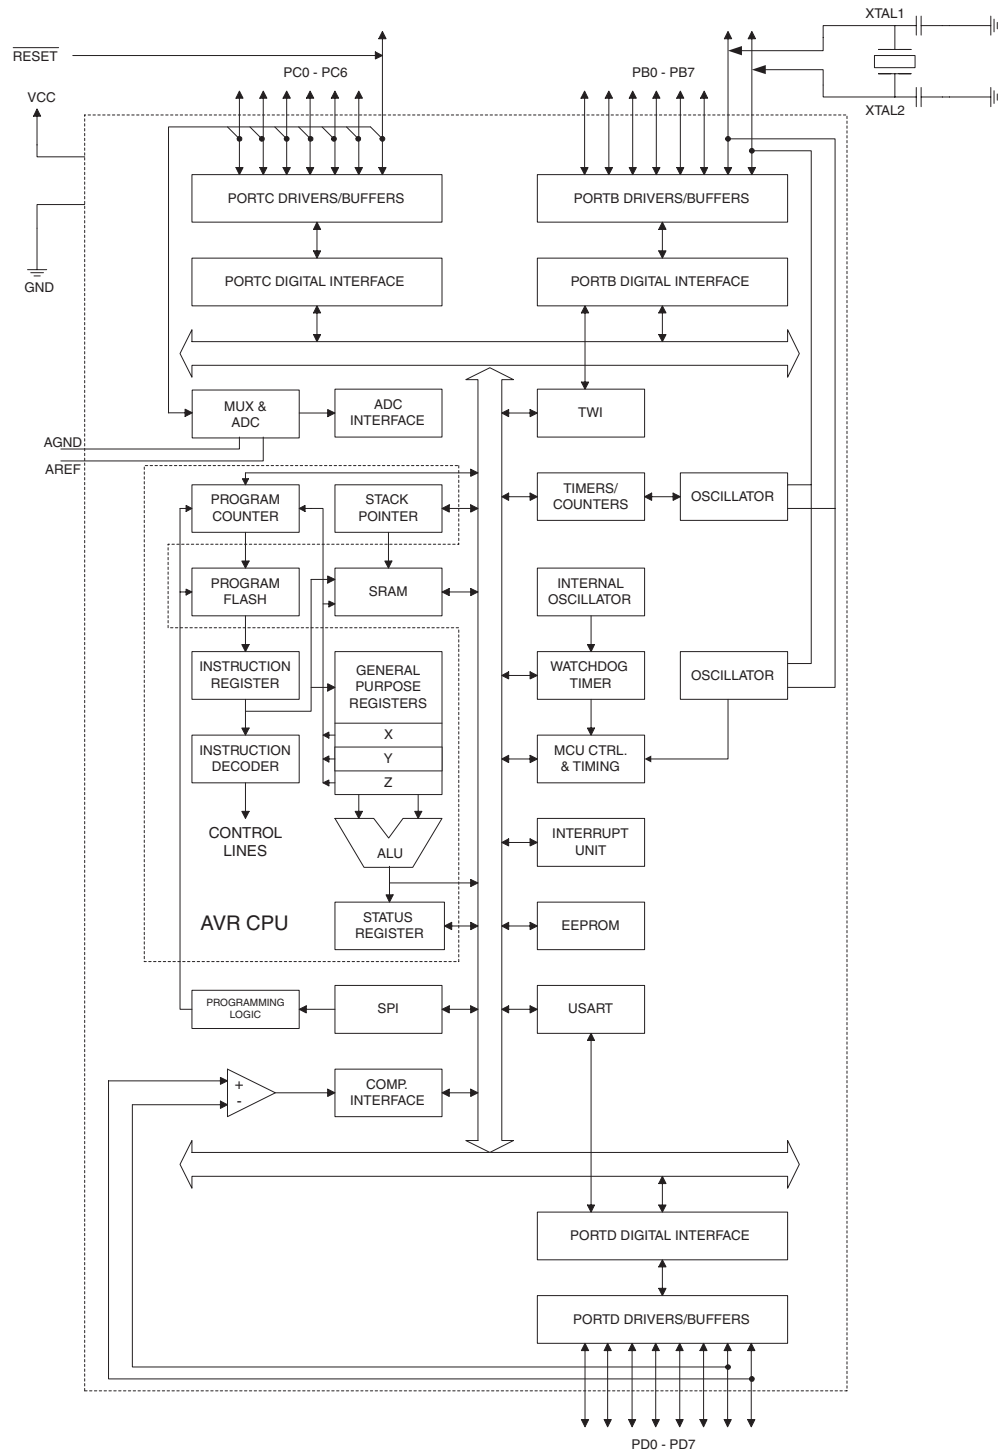 XTAL1
RESET
PC0 - PC6
PB0 - PB7
VCC
XTAL2
PORTC DRIVERS/BUFFERS
PORTB DRIVERS/BUFFERS
PORTC DIGITAL INTERFACE
PORTB DIGITAL INTERFACE
GND
MUX &
ADC
ADC
INTERFACE
TWI
AGND
AREF
PROGRAM
COUNTER
STACK
POINTER
TIMERS/
COUNTERS
OSCILLATOR
PROGRAM
FLASH
SRAM
INTERNAL
OSCILLATOR
INSTRUCTION
REGISTER
GENERAL
PURPOSE
REGISTERS
WATCHDOG
TIMER
OSCILLATOR
X
Y
Z
INSTRUCTION
DECODER
MCU CTRL.
& TIMING
CONTROL
LINES
ALU
INTERRUPT
UNIT
AVR CPU
STATUS
REGISTER
EEPROM
PROGRAMMING
LOGIC
SPI
USART
+
-
COMP.
INTERFACE
PORTD DIGITAL INTERFACE
PORTD DRIVERS/BUFFERS
PD0 - PD7